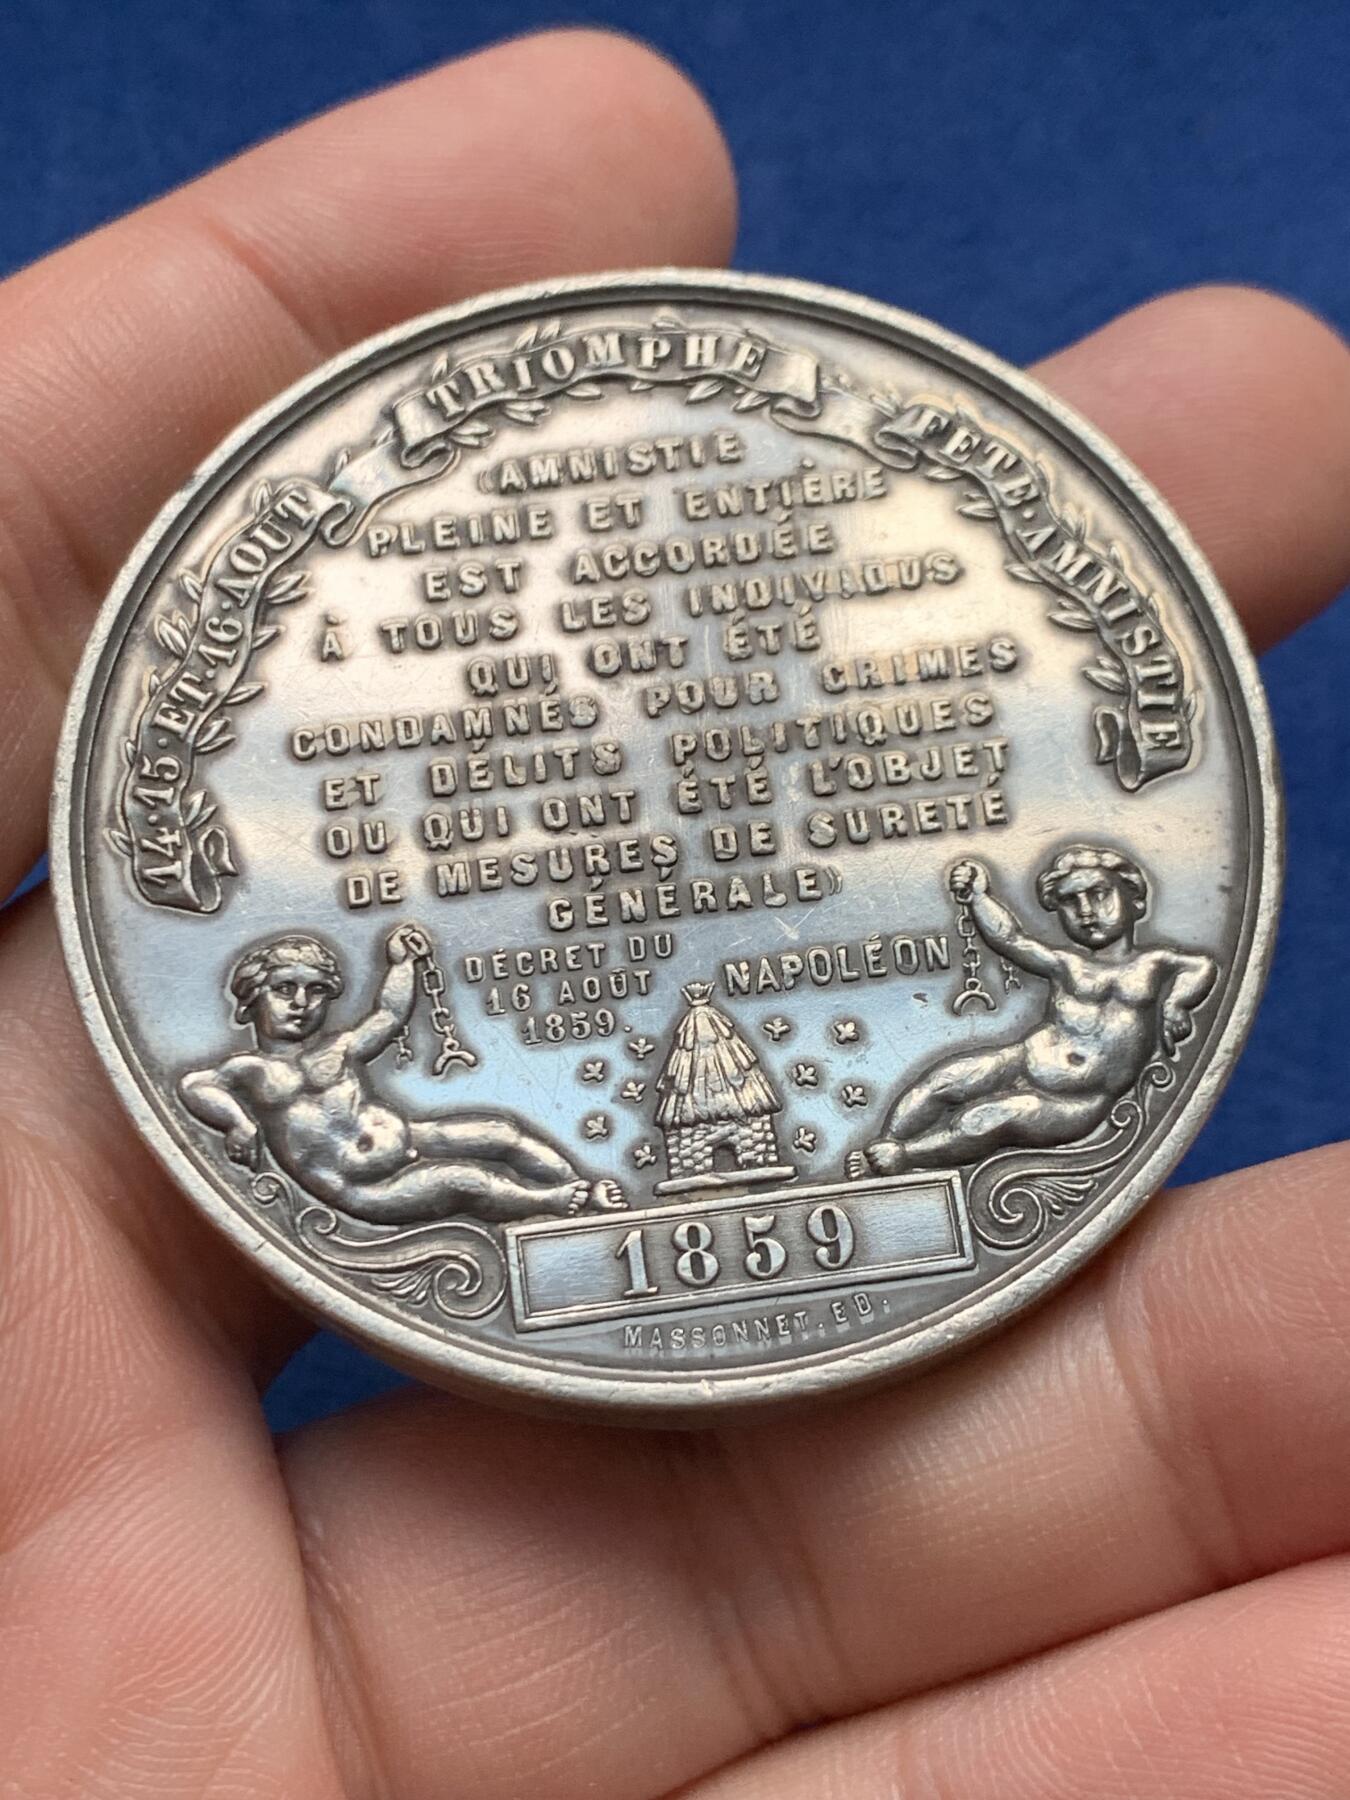 14·15·ET·16·AOUT
TRIOMPHE
FETE·AMNISTIE
«AMNISTIE
PLEINE ET ENTIÈRE
EST ACCORDÉE
À TOUS LES INDIVIDUS
QUI ONT ÉTÉ
CONDAMNÉS POUR CRIMES
ET DÉLITS POLITIQUES
OU QUI ONT ÉTÉ L'OBJET
DE MESURES DE SURETÉ
GÉNÉRALE»
DÉCRET DU
16 AOÛT
1859.
NAPOLÉON
1859
MASSONNET. ED.